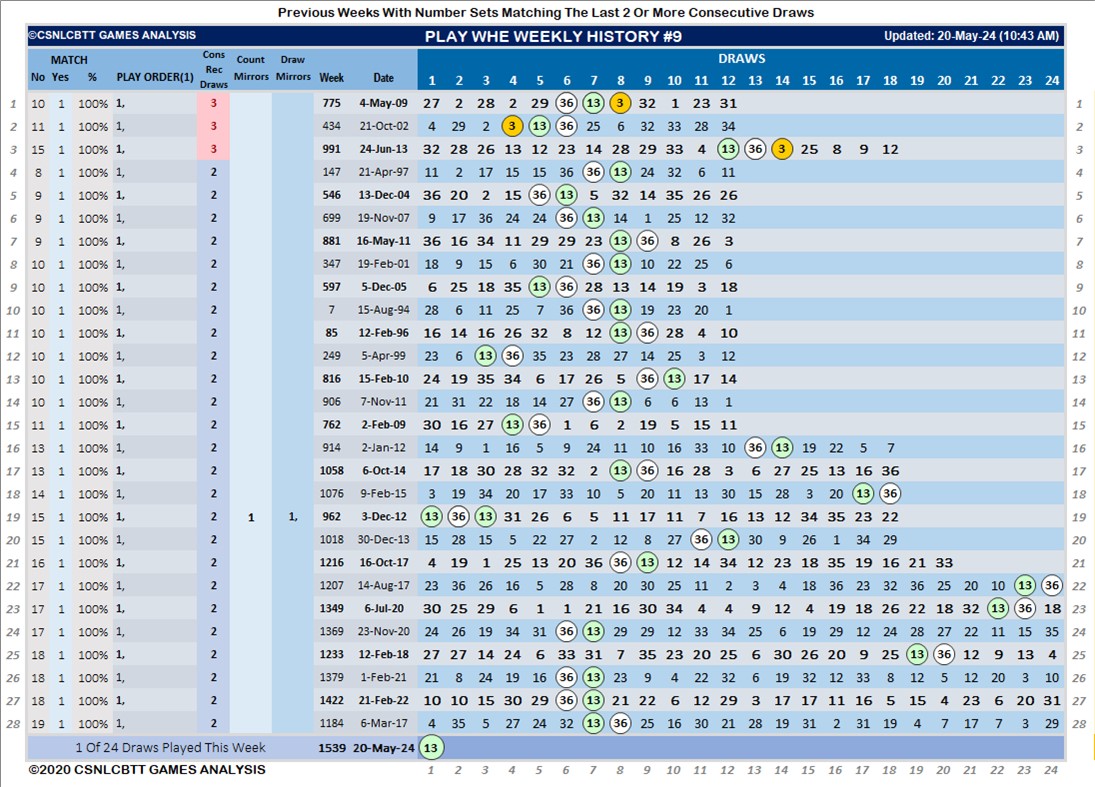 Previous Weeks With Number Sets Matching The Last 2 Or More Consecutive Draws
©CSNLCBTT GAMES ANALYSIS PLAY WHE WEEKLY HISTORY #9 Updated: 20-May-24 (10:43 AM)
MATCH Cons Rec Draws Count Mirrors Draw Mirrors DRAWS
No Yes % PLAY ORDER(1) Week Date 1 2 3 4 5 6 7 8 9 10 11 12 13 14 15 16 17 18 19 20 21 22 23 24
1 10 1 100% 1, 3 775 4-May-09 27 2 28 2 29 36 13 3 32 1 23 31 1
2 11 1 100% 1, 3 434 21-Oct-02 4 29 2 3 13 36 25 6 32 33 28 34 2
3 15 1 100% 1, 3 991 24-Jun-13 32 28 26 13 12 23 14 28 29 33 4 13 36 3 25 8 9 12 3
4 8 1 100% 1, 2 147 21-Apr-97 11 2 17 15 15 36 36 13 24 32 6 11 4
5 9 1 100% 1, 2 546 13-Dec-04 36 20 2 15 36 13 5 32 14 35 26 26 5
6 9 1 100% 1, 2 699 19-Nov-07 9 17 36 24 24 36 13 14 1 25 12 32 6
7 9 1 100% 1, 2 881 16-May-11 36 16 34 11 29 29 23 13 36 8 26 3 7
8 10 1 100% 1, 2 347 19-Feb-01 18 9 15 6 30 21 36 13 10 22 25 6 8
9 10 1 100% 1, 2 597 5-Dec-05 6 25 18 35 13 36 28 13 14 19 3 18 9
10 10 1 100% 1, 2 7 15-Aug-94 28 6 11 25 7 36 36 13 19 23 20 1 10
11 10 1 100% 1, 2 85 12-Feb-96 16 14 16 26 32 8 12 13 36 28 4 10 11
12 10 1 100% 1, 2 249 5-Apr-99 23 6 13 36 35 23 28 27 14 25 3 12 12
13 10 1 100% 1, 2 816 15-Feb-10 24 19 35 34 6 17 26 5 36 13 17 14 13
14 10 1 100% 1, 2 906 7-Nov-11 21 31 22 18 14 27 36 13 6 6 13 1 14
15 11 1 100% 1, 2 762 2-Feb-09 30 16 27 13 36 1 6 2 19 5 15 11 15
16 13 1 100% 1, 2 914 2-Jan-12 14 9 1 16 5 9 24 11 10 16 33 10 36 13 19 22 5 7 16
17 13 1 100% 1, 2 1058 6-Oct-14 17 18 30 28 32 32 2 13 36 16 28 3 6 27 25 13 16 36 17
18 14 1 100% 1, 2 1076 9-Feb-15 3 19 34 20 17 33 10 5 20 11 13 30 15 28 3 20 13 36 18
19 15 1 100% 1, 2 1 1, 962 3-Dec-12 13 36 13 31 26 6 5 11 17 11 7 16 13 12 34 35 23 22 19
20 15 1 100% 1, 2 1018 30-Dec-13 15 28 15 5 22 27 2 12 8 27 36 13 30 9 26 1 34 29 20
21 16 1 100% 1, 2 1216 16-Oct-17 4 19 1 25 13 20 36 36 13 12 14 34 12 23 18 35 19 16 21 33 21
22 17 1 100% 1, 2 1207 14-Aug-17 23 36 26 16 5 28 8 20 30 25 11 2 3 4 18 36 23 32 36 25 20 10 13 36 22
23 17 1 100% 1, 2 1349 6-Jul-20 30 25 29 6 1 1 21 16 30 34 4 4 9 12 4 19 18 26 22 18 32 13 36 18 23
24 17 1 100% 1, 2 1369 23-Nov-20 24 26 19 34 31 36 13 29 29 12 33 34 25 6 19 29 12 24 28 27 22 11 15 35 24
25 18 1 100% 1, 2 1233 12-Feb-18 27 27 14 24 6 33 31 7 35 23 20 25 6 30 26 20 9 25 13 36 12 9 13 4 25
26 18 1 100% 1, 2 1379 1-Feb-21 21 8 24 19 16 36 13 23 9 4 22 32 6 19 32 12 33 8 12 5 12 20 3 10 26
27 18 1 100% 1, 2 1422 21-Feb-22 10 10 15 30 29 36 13 21 22 6 12 29 3 17 17 11 16 5 15 4 23 6 20 31 27
28 19 1 100% 1, 2 1184 6-Mar-17 4 35 5 27 24 32 13 36 25 16 30 21 28 19 31 2 31 19 4 7 17 7 3 29 28
1 Of 24 Draws Played This Week 1539 20-May-24 13
©2020 CSNLCBTT GAMES ANALYSIS 1 2 3 4 5 6 7 8 9 10 11 12 13 14 15 16 17 18 19 20 21 22 23 24